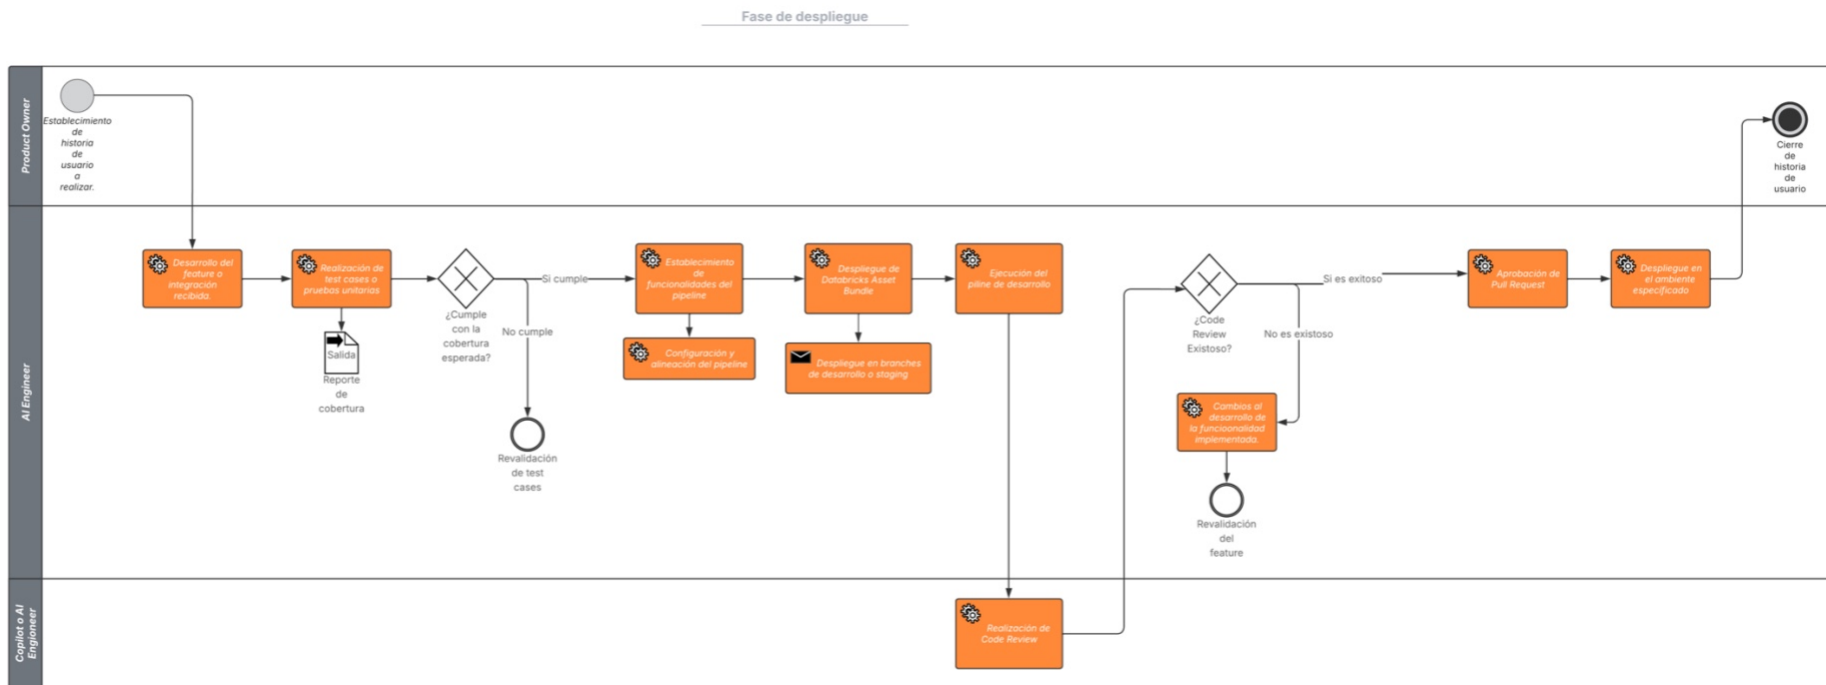 Fase de despliegue
Product Owner
Establecimiento
de
historia
de
usuario
a
realizar.
Cierre
de
historia
de
usuario
AI Engineer
Desarrollo del
feature o
integración
recibida.
Realización de
test cases o
pruebas unitarias
Salida
Reporte
de
cobertura
¿Cumple
con la
cobertura
esperada?
Si cumple
No cumple
Revalidación
de test
cases
Establecimiento
de
funcionalidades del
pipeline
Configuración y
alineación del pipeline
Despliegue de
Databricks Asset
Bundle
Despliegue en branches
de desarrollo o staging
Ejecución del
piline de desarrollo
¿Code
Review
Existoso?
Si es exitoso
No es existoso
Cambios al
desarrollo de
la funcioonalidad
implementada.
Revalidación
del
feature
Aprobación de
Pull Request
Despliegue en
el ambiente
especificado
Copilot o AI
Engioneer
Realización de
Code Review